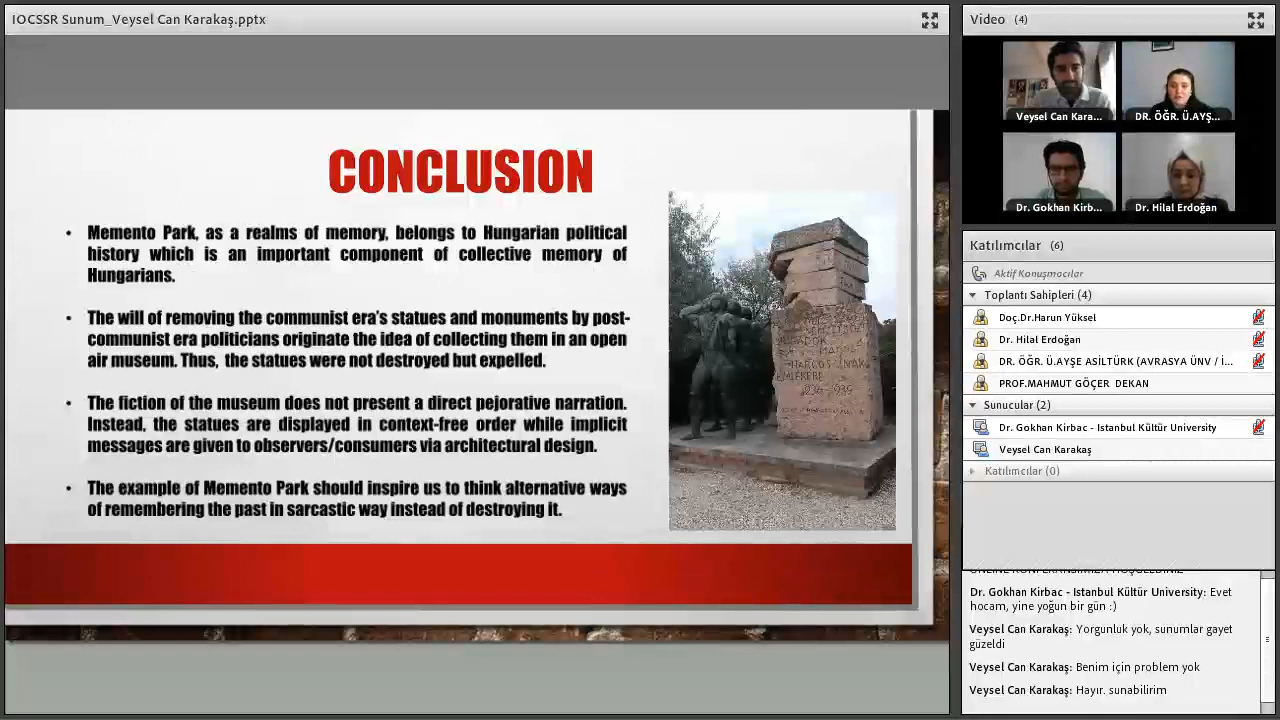 IOCSSR Sunum_Veysel Can Karakaş.pptx
CONCLUSION
• Memento Park, as a realms of memory, belongs to Hungarian political
history which is an important component of collective memory of
Hungarians.
• The will of removing the communist era's statues and monuments by post-
communist era politicians originate the idea of collecting them in an open
air museum. Thus, the statues were not destroyed but expelled.
• The fiction of the museum does not present a direct pejorative narration.
Instead, the statues are displayed in context-free order while implicit
messages are given to observers/consumers via architectural design.
• The example of Memento Park should inspire us to think alternative ways
of remembering the past in sarcastic way instead of destroying it.
Video (4)
Veysel Can Kara...
DR. ÖĞR. Ü.AYŞ...
Dr. Gokhan Kirb...
Dr. Hilal Erdoğan
Katılımcılar (6)
Aktif Konuşmacılar
Toplantı Sahipleri (4)
Doç.Dr.Harun Yüksel
Dr. Hilal Erdoğan
DR. ÖĞR. Ü.AYŞE ASİLTÜRK (AVRASYA ÜNV / İ...
PROF.MAHMUT GÖÇER DEKAN
Sunucular (2)
Dr. Gokhan Kirbac - Istanbul Kültür University
Veysel Can Karakaş
Katılımcılar (0)
Dr. Gokhan Kirbac - Istanbul Kültür University: Evet
hocam, yine yoğun bir gün :)
Veysel Can Karakaş: Yorgunluk yok, sunumlar gayet
güzeldi
Veysel Can Karakaş: Benim için problem yok
Veysel Can Karakaş: Hayır. sunabilirim